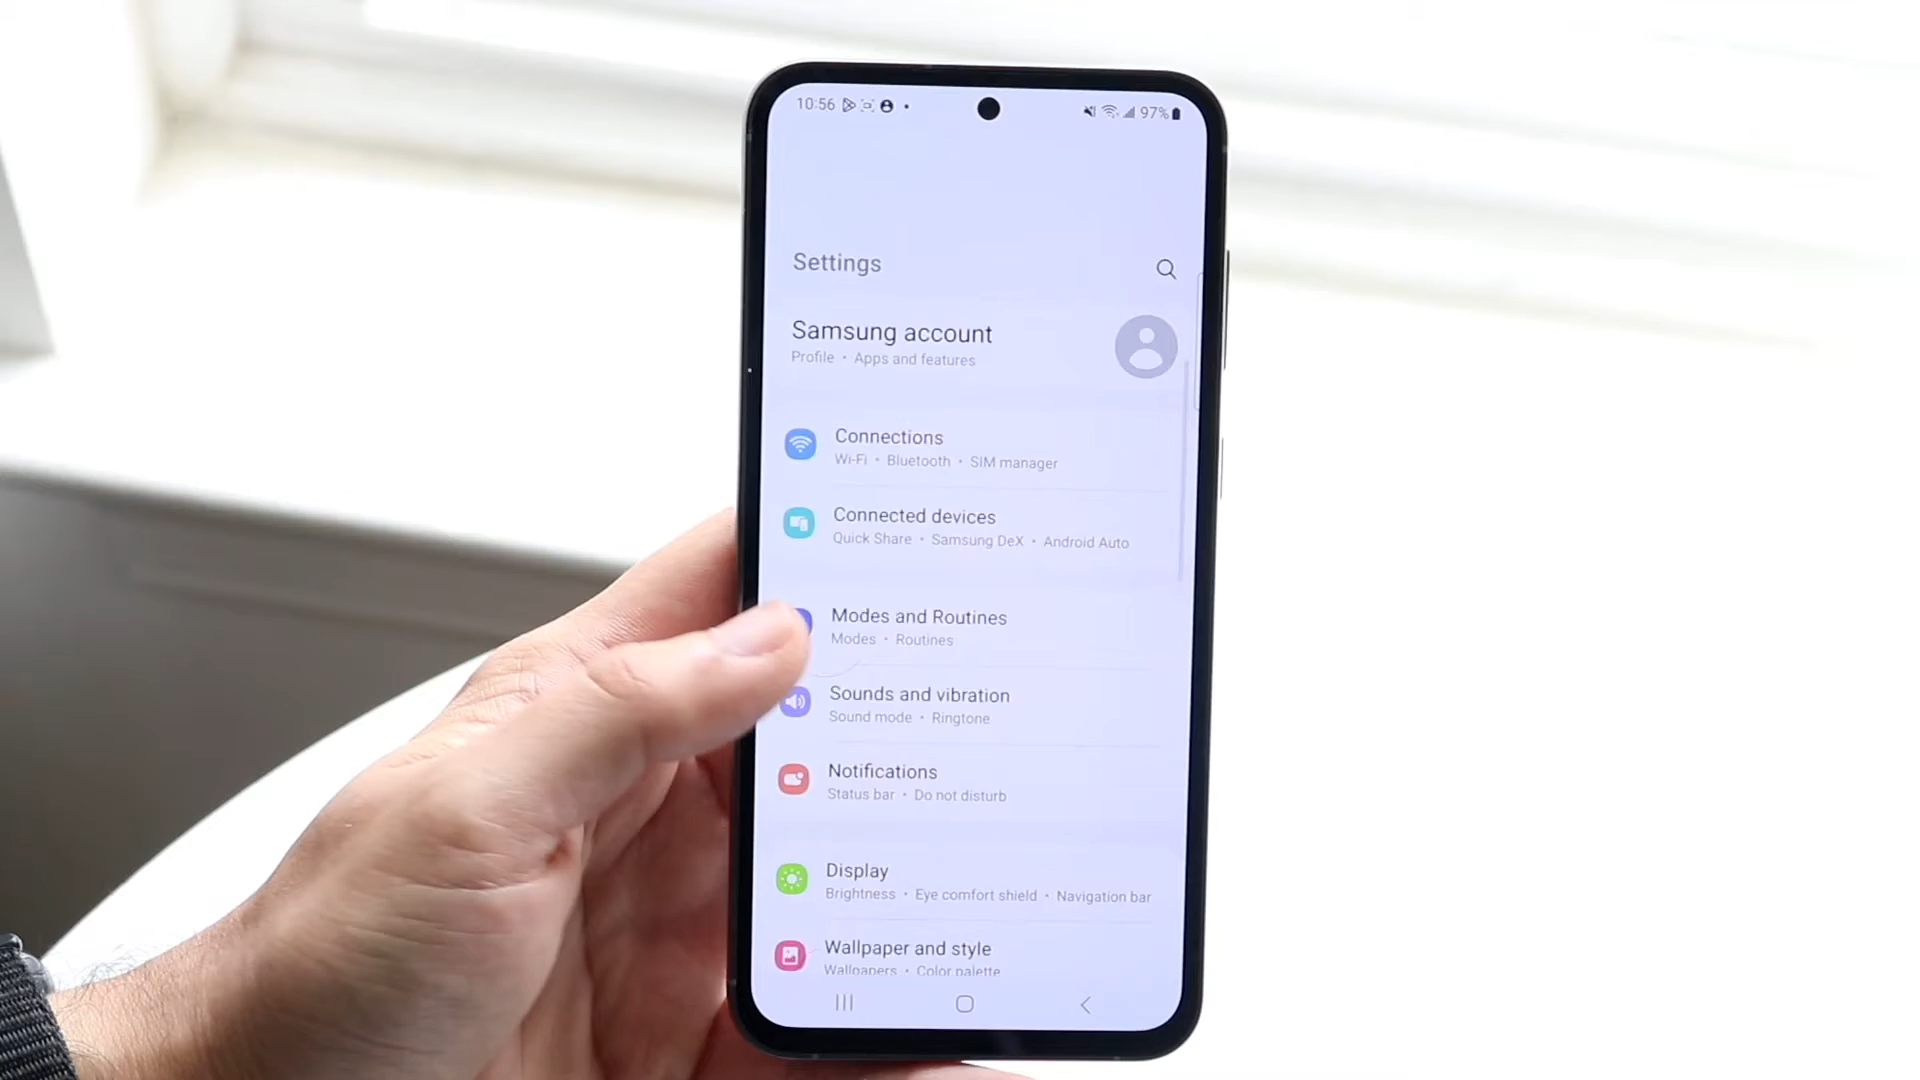 10:56
97%
Settings
Samsung account
Profile • Apps and features
Connections
Wi-Fi • Bluetooth • SIM manager
Connected devices
Quick Share • Samsung DeX • Android Auto
Modes and Routines
Modes • Routines
Sounds and vibration
Sound mode • Ringtone
Notifications
Status bar • Do not disturb
Display
Brightness • Eye comfort shield • Navigation bar
Wallpaper and style
Wallpapers • Color palette